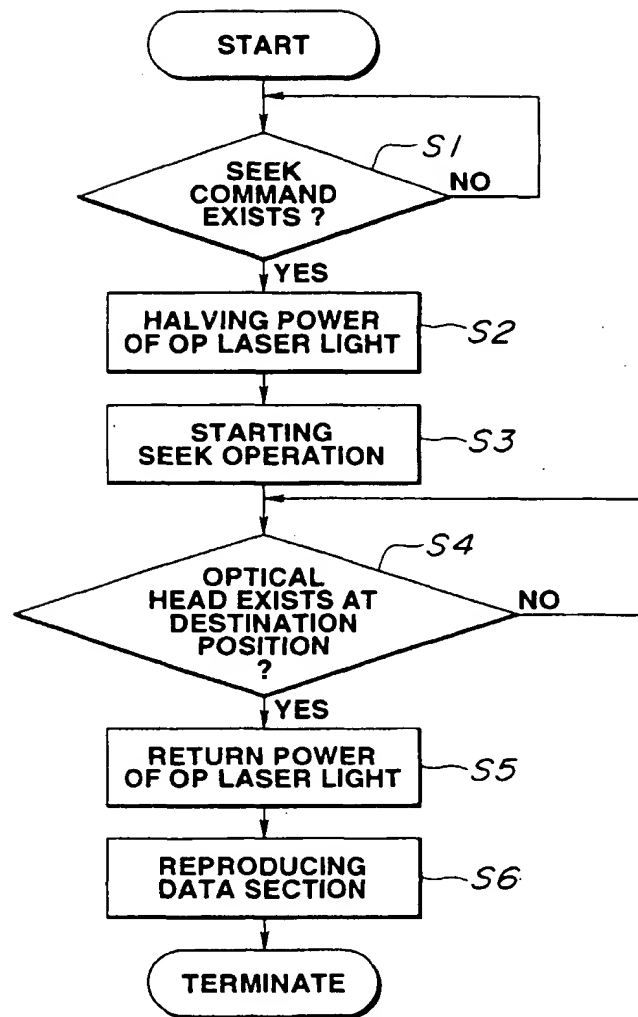 START
S1
SEEK
COMMAND
EXISTS ?
NO
YES
HALVING POWER
OF OP LASER LIGHT
S2
STARTING
SEEK OPERATION
S3
S4
OPTICAL
HEAD EXISTS AT
DESTINATION
POSITION
?
NO
YES
RETURN POWER
OF OP LASER LIGHT
S5
REPRODUCING
DATA SECTION
S6
TERMINATE